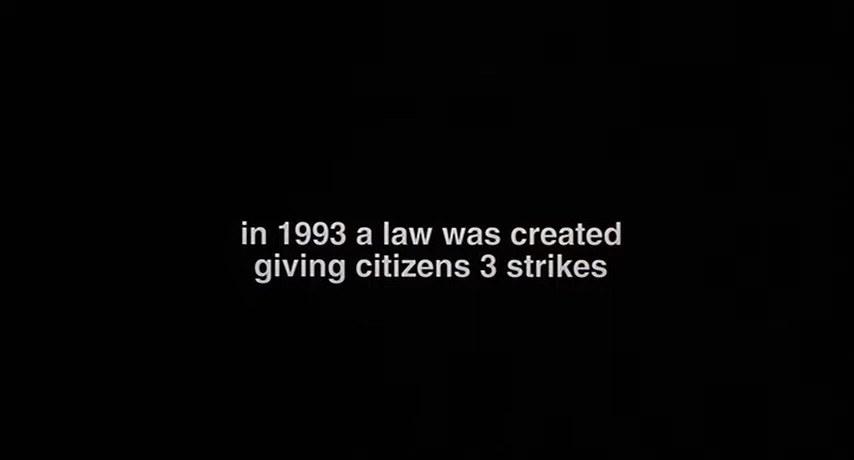 in 1993 a law was created
giving citizens 3 strikes